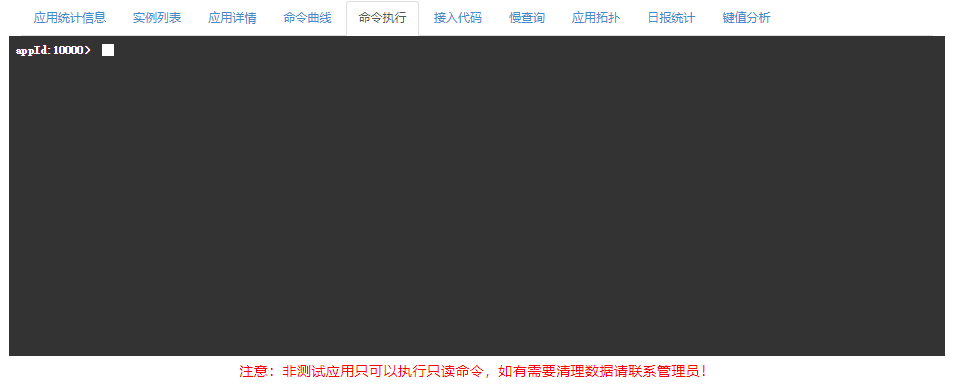 应用统计信息 实例列表 应用详情 命令曲线 命令执行 接入代码 慢查询 应用拓扑 日报统计 键值分析
appId:10000>
注意：非测试应用只可以执行只读命令，如有需要清理数据请联系管理员！